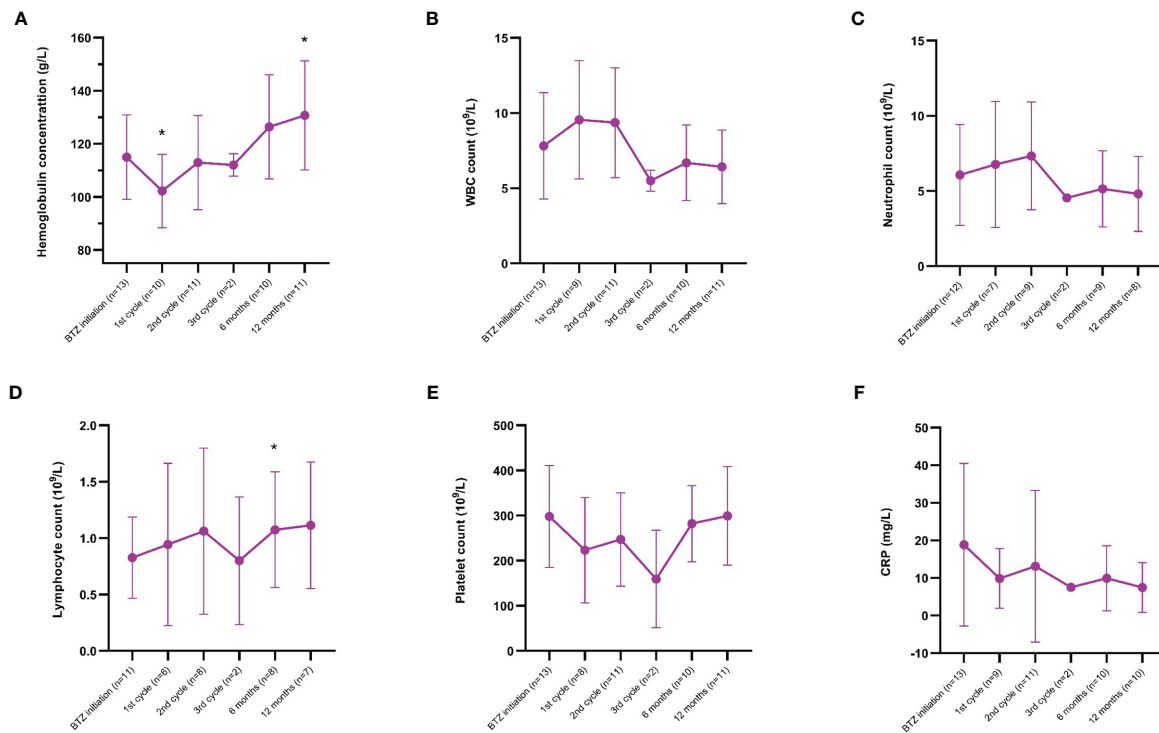 A
Hemoglobulin concentrattion (g/L)
160
140
120
100
80
*
*
BTZ initiation (n=13)
1st cycle (n=10)
2nd cycle (n=11)
3rd cycle (n=2)
6 months (n=10)
12 months (n=11)
B
WBC count (10⁹/L)
15
10
5
0
BTZ initiation (n=13)
1st cycle (n=9)
2nd cycle (n=11)
3rd cycle (n=2)
6 months (n=10)
12 months (n=11)
C
Neutrophil count (10⁹/L)
15
10
5
0
BTZ initiation (n=12)
1st cycle (n=7)
2nd cycle (n=9)
3rd cycle (n=2)
6 months (n=9)
12 months (n=8)
D
Lymphocyte count (10⁹/L)
2.0
1.5
1.0
0.5
0.0
*
BTZ initiation (n=11)
1st cycle (n=6)
2nd cycle (n=8)
3rd cycle (n=2)
6 months (n=8)
12 months (n=7)
E
Platelet count (10⁹/L)
500
400
300
200
100
0
BTZ initiation (n=13)
1st cycle (n=8)
2nd cycle (n=11)
3rd cycle (n=2)
6 months (n=10)
12 months (n=11)
F
CRP (mg/L)
50
40
30
20
10
0
-10
BTZ initiation (n=13)
1st cycle (n=9)
2nd cycle (n=11)
3rd cycle (n=2)
6 months (n=10)
12 months (n=10)